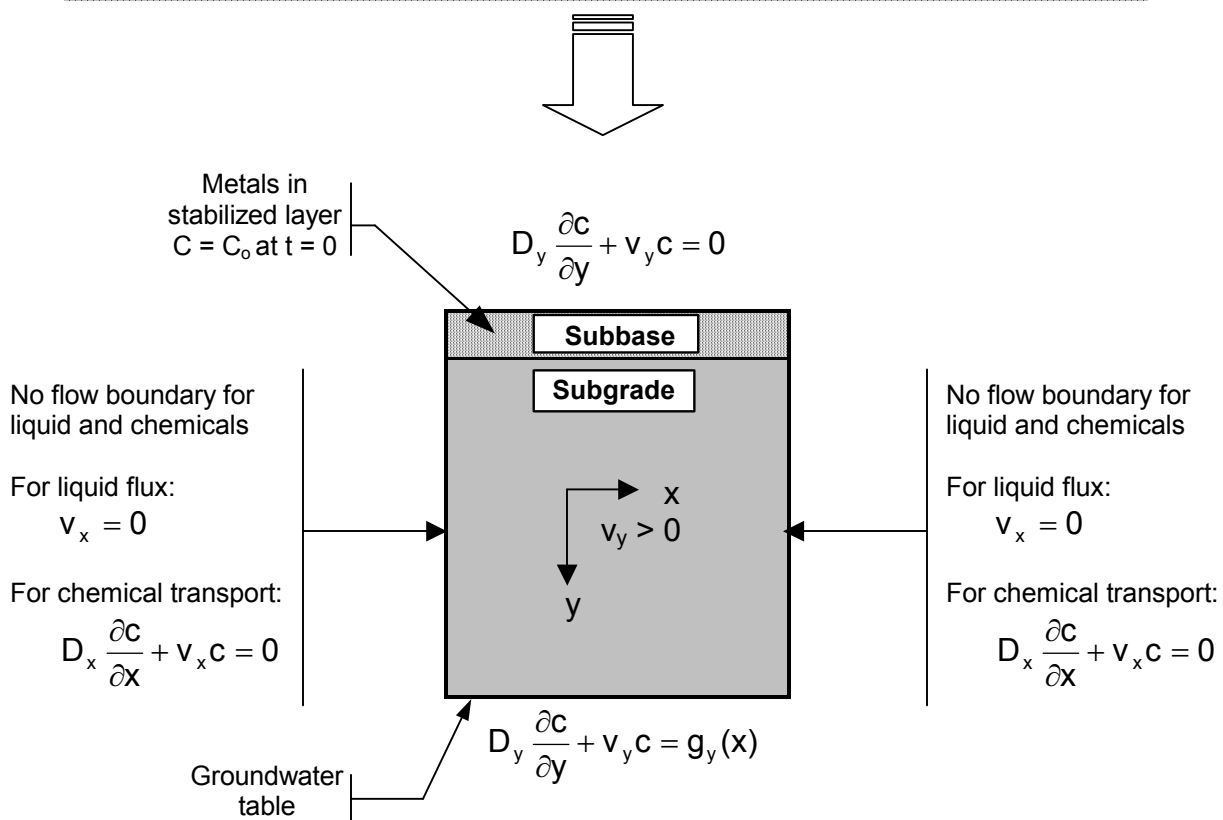 Metals in
stabilized layer
C = Cₒ at t = 0
D_y ∂c/∂y + v_y c = 0
Subbase
Subgrade
No flow boundary for
liquid and chemicals
For liquid flux:
v_x = 0
For chemical transport:
D_x ∂c/∂x + v_x c = 0
x
v_y > 0
y
No flow boundary for
liquid and chemicals
For liquid flux:
v_x = 0
For chemical transport:
D_x ∂c/∂x + v_x c = 0
D_y ∂c/∂y + v_y c = g_y(x)
Groundwater
table